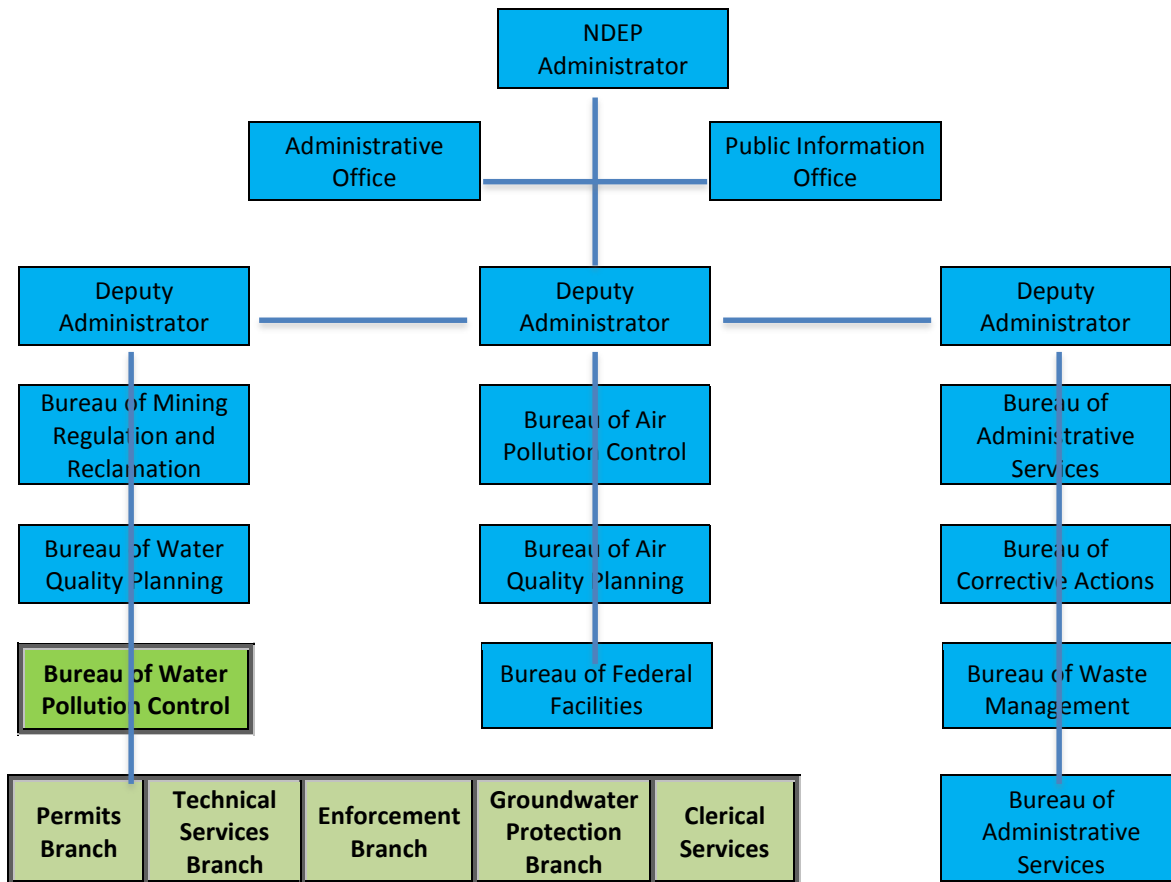 NDEP
Administrator
Administrative
Office
Public Information
Office
Deputy
Administrator
Deputy
Administrator
Deputy
Administrator
Bureau of Mining
Regulation and
Reclamation
Bureau of Air
Pollution Control
Bureau of
Administrative
Services
Bureau of Water
Quality Planning
Bureau of Air
Quality Planning
Bureau of
Corrective Actions
Bureau of Water
Pollution Control
Bureau of Federal
Facilities
Bureau of Waste
Management
Permits
Branch
Technical
Services
Branch
Enforcement
Branch
Groundwater
Protection
Branch
Clerical
Services
Bureau of
Administrative
Services